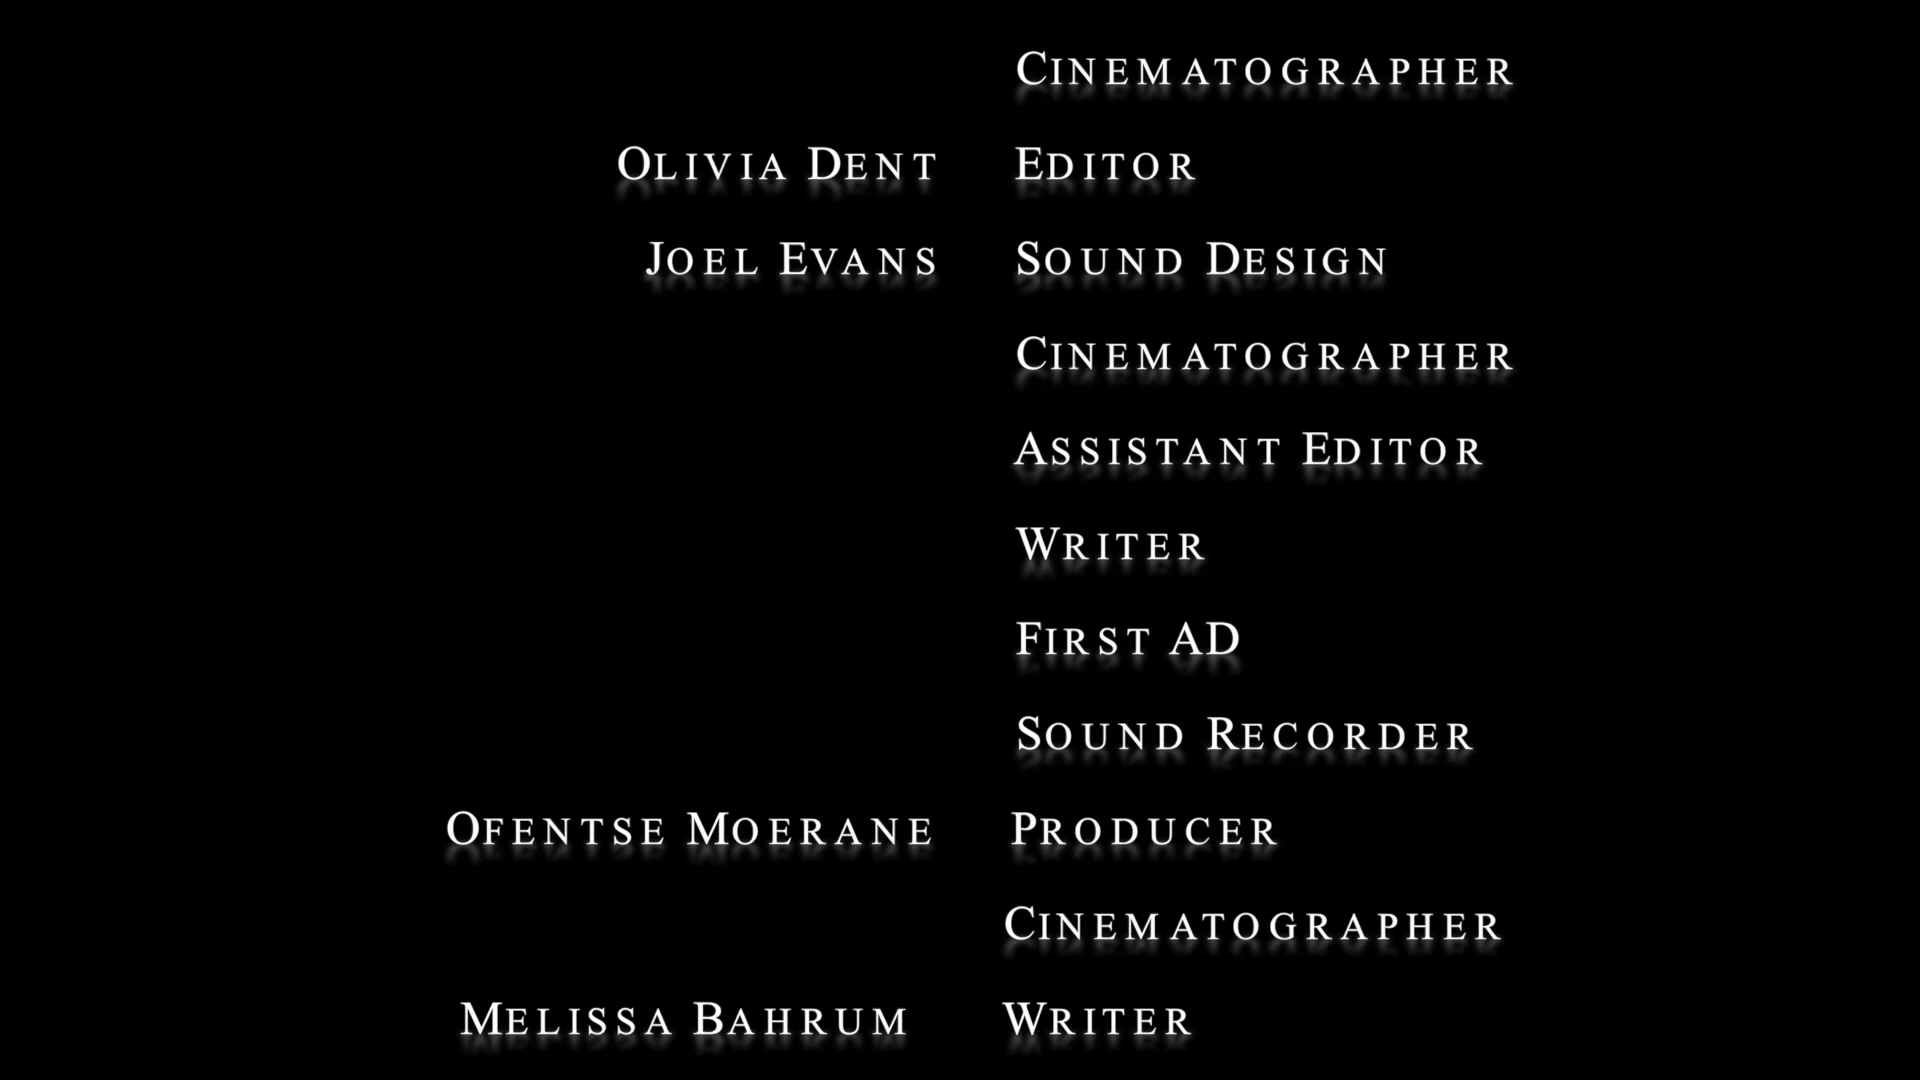 Cinematographer
Olivia Dent Editor
Joel Evans Sound Design
Cinematographer
Assistant Editor
Writer
First AD
Sound Recorder
Ofentse Moerane Producer
Cinematographer
Melissa Bahrum Writer